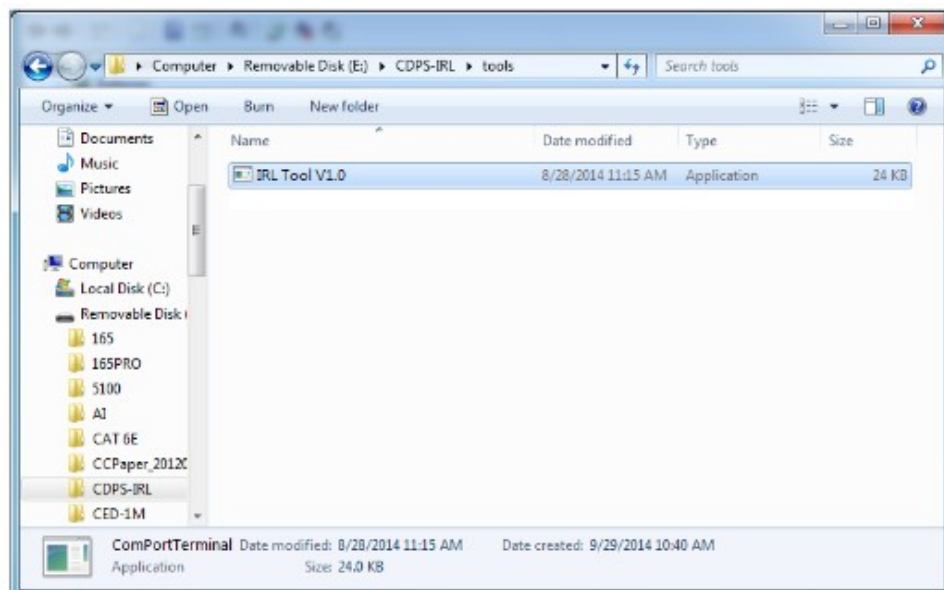 Computer ▸ Removable Disk (E:) ▸ CDPS-IRL ▸ tools
Search tools
Organize Open Burn New folder
Name Date modified Type Size
IRL Tool V1.0 8/28/2014 11:15 AM Application 24 KB
Documents
Music
Pictures
Videos
Computer
Local Disk (C:)
Removable Disk (
165
165PRO
5100
AI
CAT 6E
CCPaper_2012
CDPS-IRL
CED-1M
ComPortTerminal Date modified: 8/28/2014 11:15 AM Date created: 9/29/2014 10:40 AM
Application Size: 24.0 KB